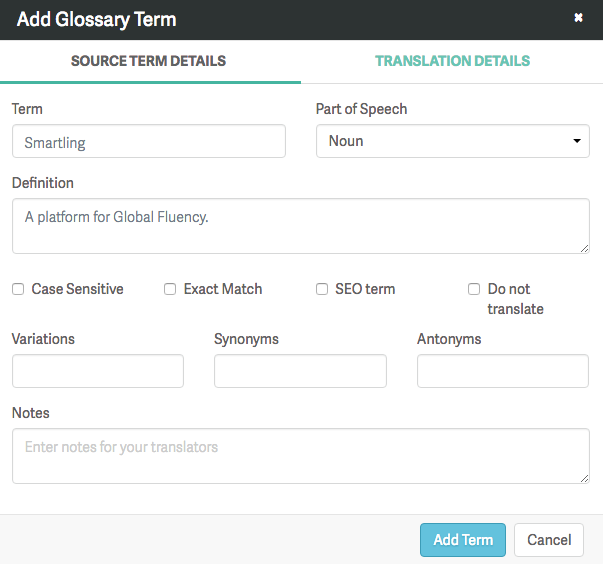 Add Glossary Term
SOURCE TERM DETAILS TRANSLATION DETAILS
Term Part of Speech
Smartling Noun
Definition
A platform for Global Fluency.
Case Sensitive Exact Match SEO term Do not
translate
Variations Synonyms Antonyms
Notes
Enter notes for your translators
Add Term Cancel